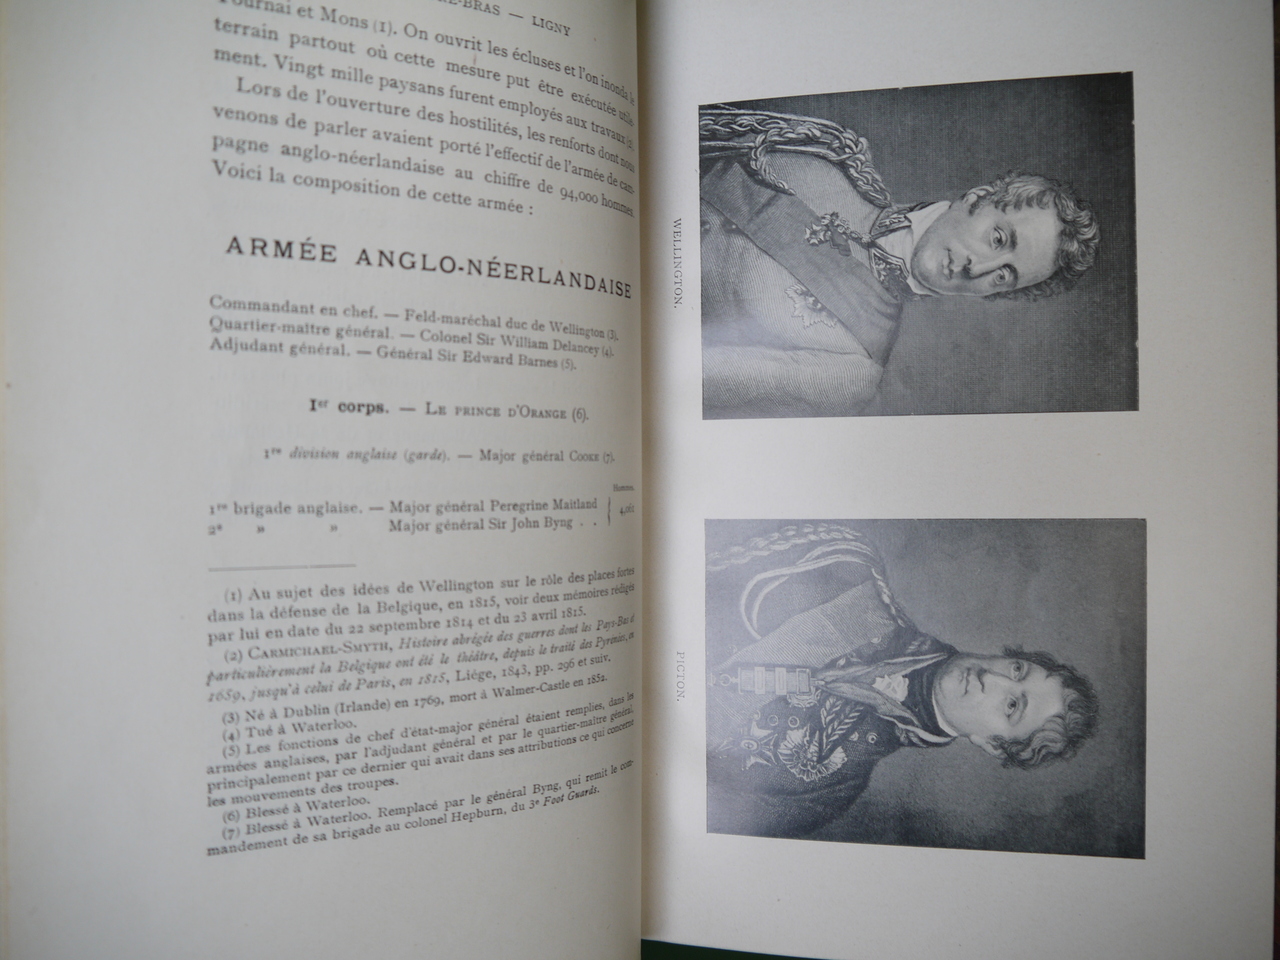 RE-BRAS — LIGNY
Tournai et Mons (1). On ouvrit les écluses et l'on inonda le
terrain partout où cette mesure put être exécutée utile-
ment. Vingt mille paysans furent employés aux travaux (2).
Lors de l'ouverture des hostilités, les renforts dont nous
venons de parler avaient porté l'effectif de l'armée de cam-
pagne anglo-néerlandaise au chiffre de 94,000 hommes.
Voici la composition de cette armée :
ARMÉE ANGLO-NÉERLANDAISE
Commandant en chef. — Feld-maréchal duc de Wellington (3).
Quartier-maître général. — Colonel Sir William Delancey (4).
Adjudant général. — Général Sir Edward Barnes (5).
Ier corps. — LE PRINCE D'ORANGE (6).
1re division anglaise (garde). — Major général COOKE (7).
Hommes.
1re brigade anglaise. — Major général Peregrine Maitland
2e » » Major général Sir John Byng . .
(1) Au sujet des idées de Wellington sur le rôle des places fortes
dans la défense de la Belgique, en 1815, voir deux mémoires rédigés
par lui en date du 22 septembre 1814 et du 23 avril 1815.
(2) CARMICHAEL-SMYTH, Histoire abrégée des guerres dont les Pays-Bas et
particulièrement la Belgique ont été le théâtre, depuis le traité des Pyrénées, en
1659, jusqu'à celui de Paris, en 1815, Liége, 1843, pp. 296 et suiv.
(3) Né à Dublin (Irlande) en 1769, mort à Walmer-Castle en 1852.
(4) Tué à Waterloo.
(5) Les fonctions de chef d'état-major général étaient remplies, dans les
armées anglaises, par l'adjudant général et par le quartier-maître général,
principalement par ce dernier qui avait dans ses attributions ce qui concerne
les mouvements des troupes.
(6) Blessé à Waterloo.
(7) Blessé à Waterloo. Remplacé par le général Byng, qui remit le com-
mandement de sa brigade au colonel Hepburn, du 3e Foot Guards.
WELLINGTON.
PICTON.